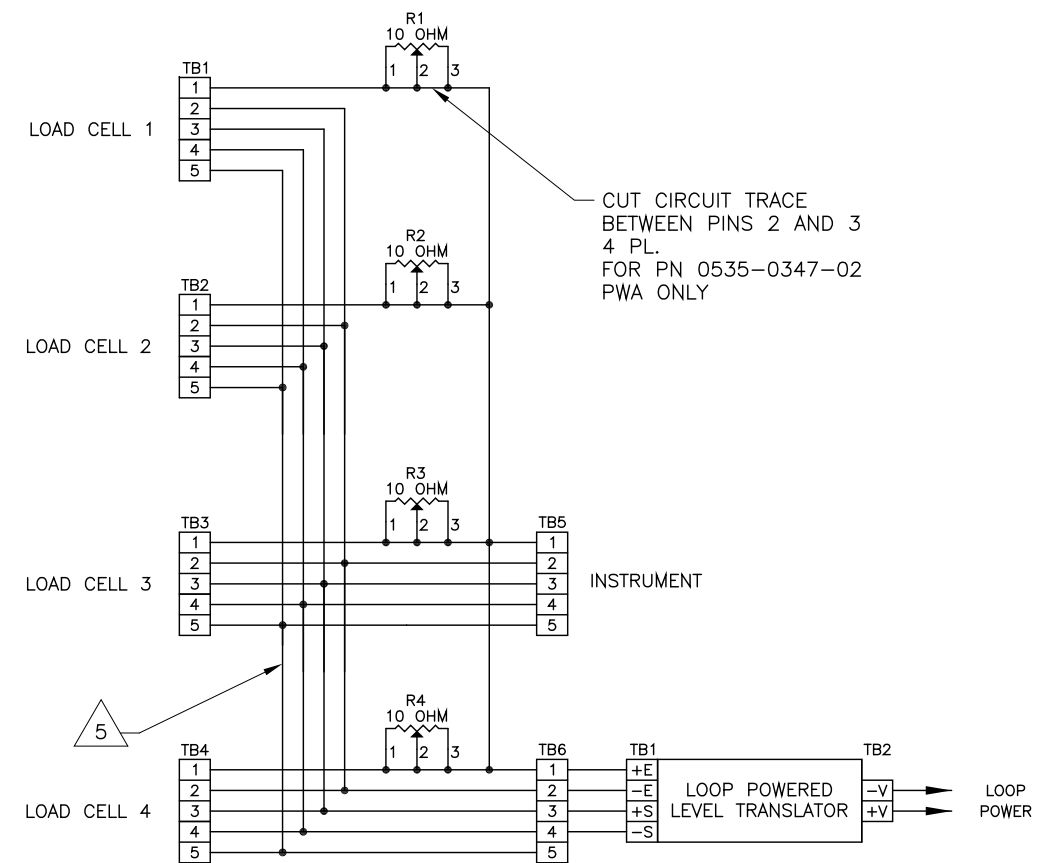 R1
10 OHM
1 2 3
TB1
1
2
3
4
5
LOAD CELL 1
CUT CIRCUIT TRACE
BETWEEN PINS 2 AND 3
4 PL.
FOR PN 0535-0347-02
PWA ONLY
R2
10 OHM
1 2 3
TB2
1
2
3
4
5
LOAD CELL 2
R3
10 OHM
1 2 3
TB3
1
2
3
4
5
LOAD CELL 3
TB5
1
2
3
4
5
INSTRUMENT
5
R4
10 OHM
1 2 3
TB4
1
2
3
4
5
LOAD CELL 4
TB6
1
2
3
4
5
TB1
+E
-E
+S
-S
LOOP POWERED
LEVEL TRANSLATOR
TB2
-V
+V
LOOP
POWER